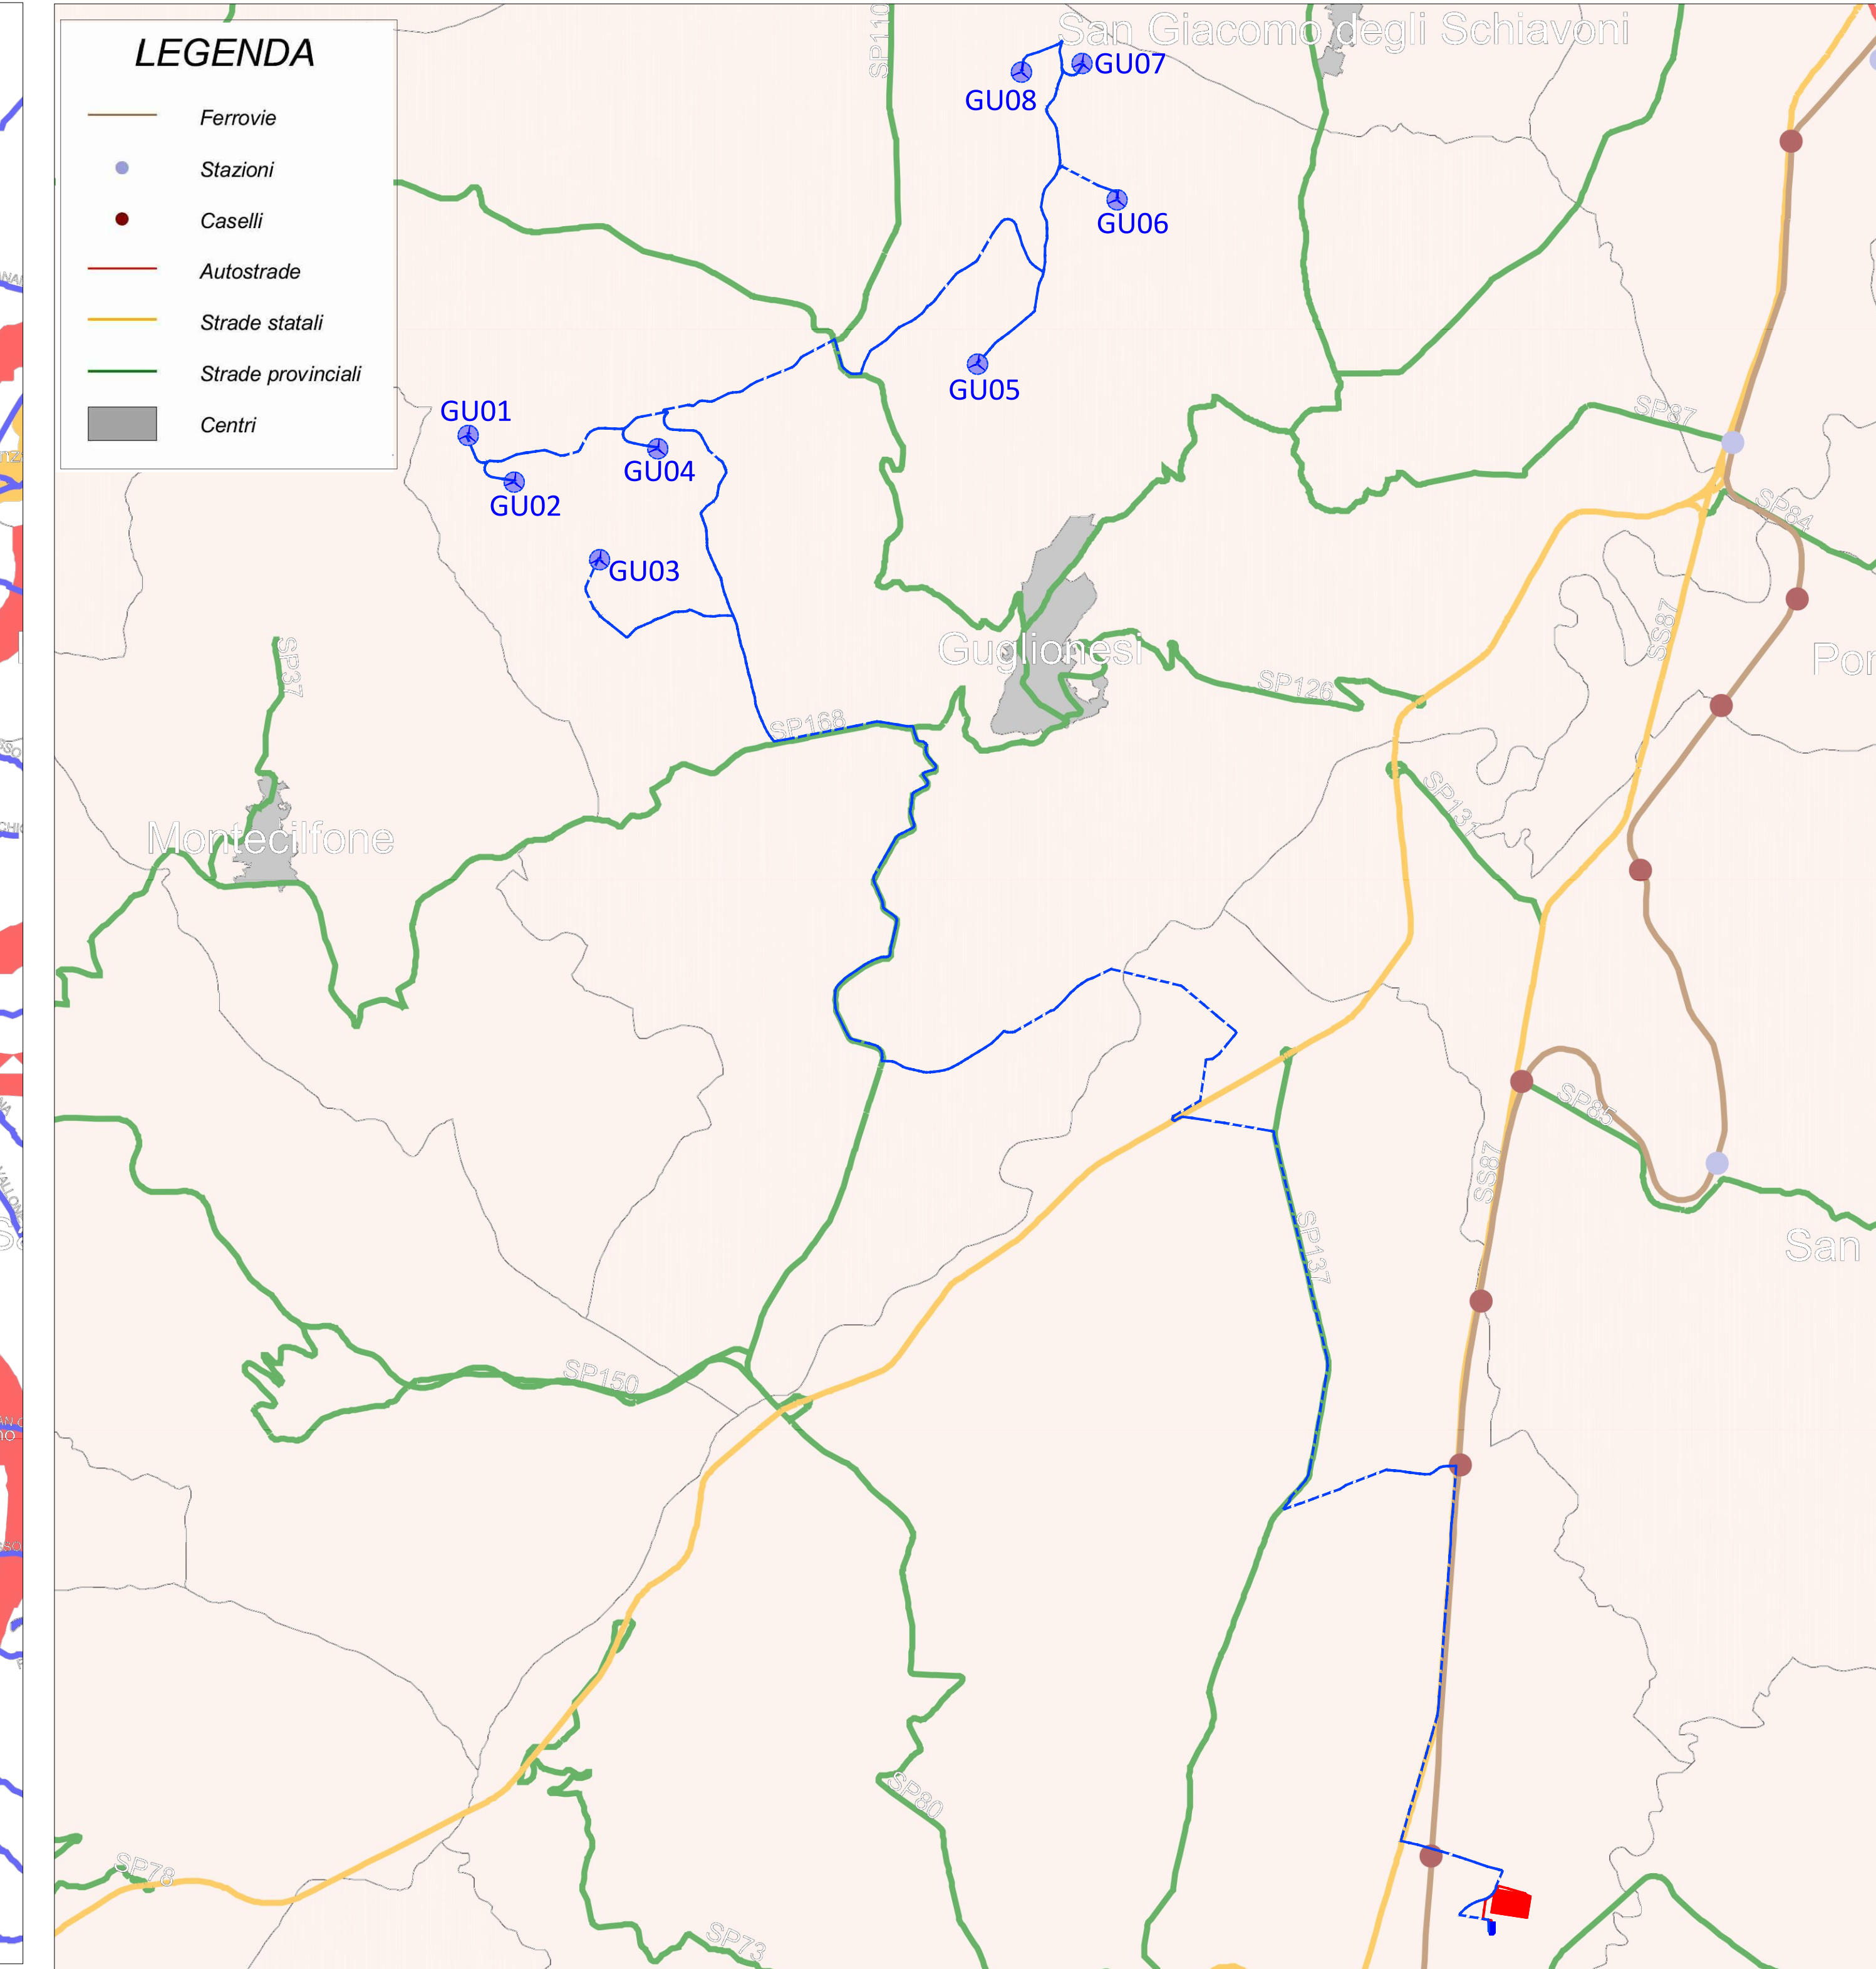 LEGENDA
Ferrovie
Stazioni
Caselli
Autostrade
Strade statali
Strade provinciali
Centri
SP110
San Giacomo degli Schiavoni
GU08
GU07
GU06
GU05
GU01
GU02
GU04
GU03
SP87
SP84
SS87
Guglionesi
SP126
SP37
SP168
Montecilfone
SP131
SP85
SS87
San
SP137
SP150
SP80
SP78
SP73